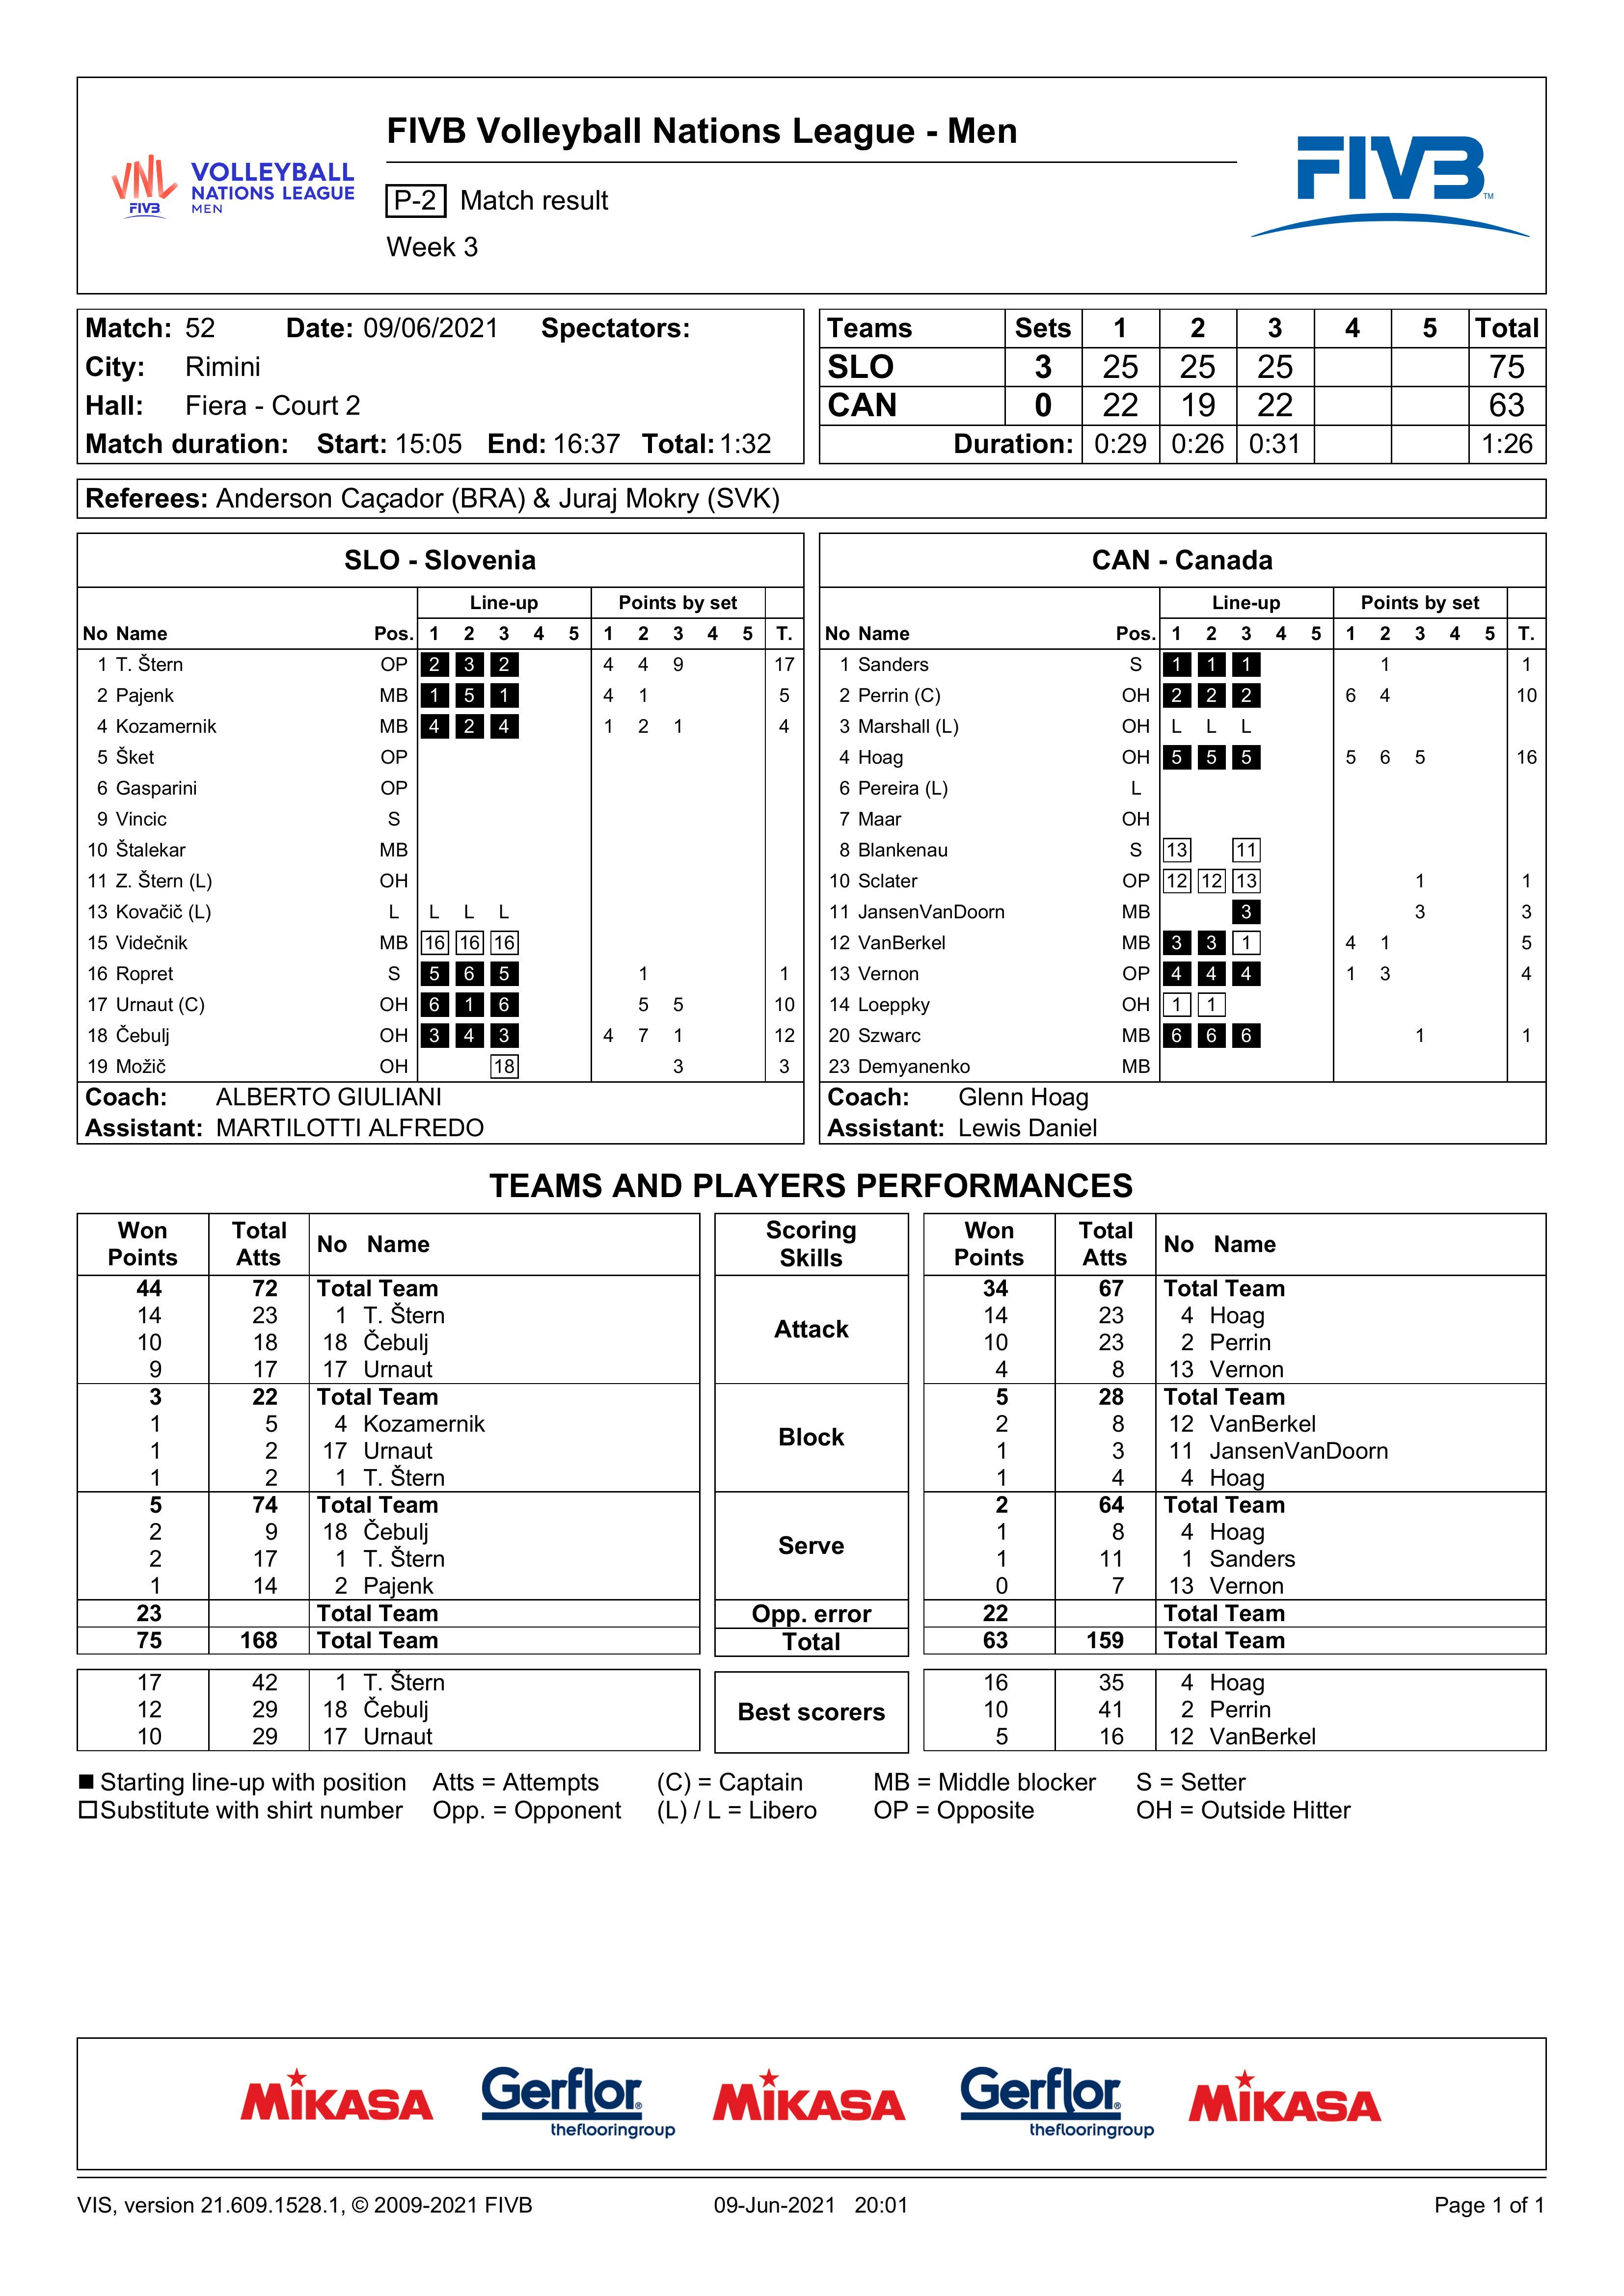 FIVB Volleyball Nations League - Men
VNL FIVB VOLLEYBALL NATIONS LEAGUE MEN
P-2 Match result
Week 3
FIVB TM
Match: 52 Date: 09/06/2021 Spectators:
City: Rimini
Hall: Fiera - Court 2
Match duration: Start: 15:05 End: 16:37 Total: 1:32
Teams Sets 1 2 3 4 5 Total
SLO 3 25 25 25 75
CAN 0 22 19 22 63
Duration: 0:29 0:26 0:31 1:26
Referees: Anderson Caçador (BRA) & Juraj Mokry (SVK)
SLO - Slovenia
Line-up Points by set
No Name Pos. 1 2 3 4 5 1 2 3 4 5 T.
1 T. Štern OP 2 3 2 4 4 9 17
2 Pajenk MB 1 5 1 4 1 5
4 Kozamernik MB 4 2 4 1 2 1 4
5 Šket OP
6 Gasparini OP
9 Vincic S
10 Štalekar MB
11 Z. Štern (L) OH
13 Kovačič (L) L L L L
15 Videčnik MB 16 16 16
16 Ropret S 5 6 5 1 1
17 Urnaut (C) OH 6 1 6 5 5 10
18 Čebulj OH 3 4 3 4 7 1 12
19 Možič OH 18 3 3
Coach: ALBERTO GIULIANI
Assistant: MARTILOTTI ALFREDO
CAN - Canada
Line-up Points by set
No Name Pos. 1 2 3 4 5 1 2 3 4 5 T.
1 Sanders S 1 1 1 1 1
2 Perrin (C) OH 2 2 2 6 4 10
3 Marshall (L) OH L L L
4 Hoag OH 5 5 5 5 6 5 16
6 Pereira (L) L
7 Maar OH
8 Blankenau S 13 11
10 Sclater OP 12 12 13 1 1
11 JansenVanDoorn MB 3 3 3
12 VanBerkel MB 3 3 1 4 1 5
13 Vernon OP 4 4 4 1 3 4
14 Loeppky OH 1 1
20 Szwarc MB 6 6 6 1 1
23 Demyanenko MB
Coach: Glenn Hoag
Assistant: Lewis Daniel
TEAMS AND PLAYERS PERFORMANCES
Won Points Total Atts No Name Scoring Skills Won Points Total Atts No Name
44 72 Total Team Attack 34 67 Total Team
14 23 1 T. Štern 14 23 4 Hoag
10 18 18 Čebulj 10 23 2 Perrin
9 17 17 Urnaut 4 8 13 Vernon
3 22 Total Team Block 5 28 Total Team
1 5 4 Kozamernik 2 8 12 VanBerkel
1 2 17 Urnaut 1 3 11 JansenVanDoorn
1 2 1 T. Štern 1 4 4 Hoag
5 74 Total Team Serve 2 64 Total Team
2 9 18 Čebulj 1 8 4 Hoag
2 17 1 T. Štern 1 11 1 Sanders
1 14 2 Pajenk 0 7 13 Vernon
23 Total Team Opp. error 22 Total Team
75 168 Total Team Total 63 159 Total Team
17 42 1 T. Štern Best scorers 16 35 4 Hoag
12 29 18 Čebulj 10 41 2 Perrin
10 29 17 Urnaut 5 16 12 VanBerkel
■ Starting line-up with position Atts = Attempts (C) = Captain MB = Middle blocker S = Setter
□ Substitute with shirt number Opp. = Opponent (L) / L = Libero OP = Opposite OH = Outside Hitter
MIKASA Gerflor® theflooringgroup MIKASA Gerflor® theflooringgroup MIKASA
VIS, version 21.609.1528.1, © 2009-2021 FIVB 09-Jun-2021 20:01 Page 1 of 1